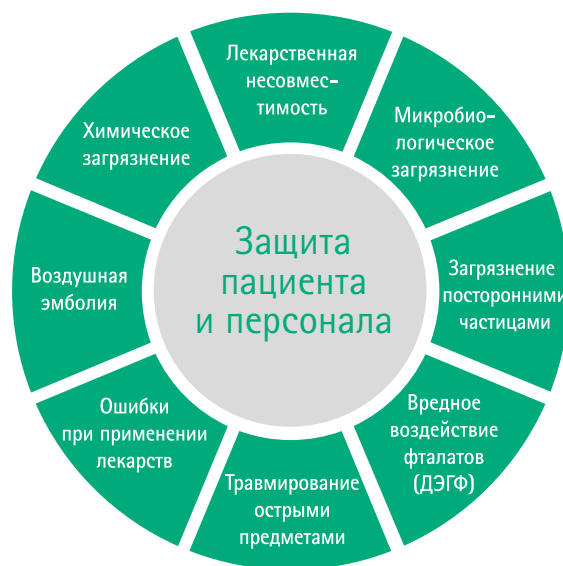 Лекарственная
несовмес-
тимость
Микробио-
логическое
загрязнение
Загрязнение
посторонними
частицами
Вредное
воздействие
фталатов
(ДЭГФ)
Травмирование
острыми
предметами
Ошибки
при применении
лекарств
Воздушная
эмболия
Химическое
загрязнение
Защита
пациента
и персонала